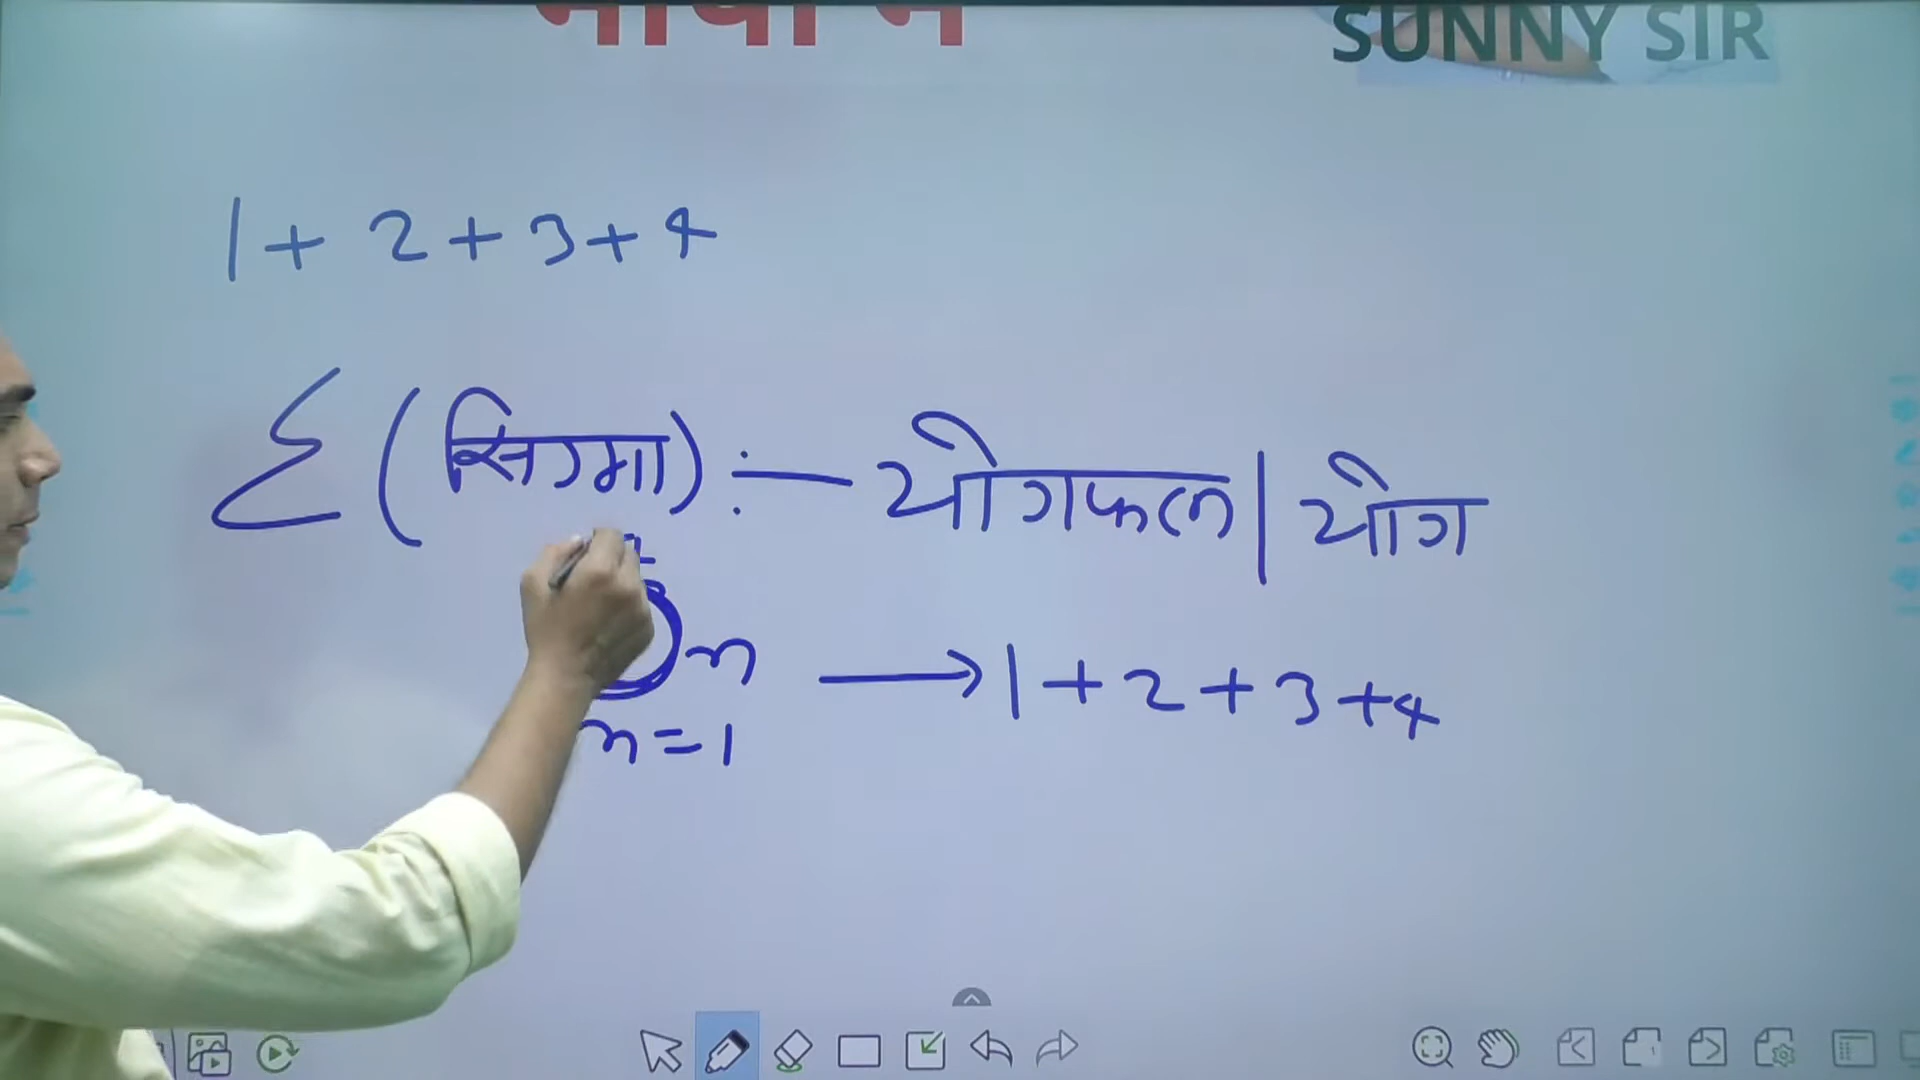 SUNNY SIR
1 + 2 + 3 + 4
Σ (सिग्मा) :- योगफल | योग
n → 1 + 2 + 3 + 4
n = 1